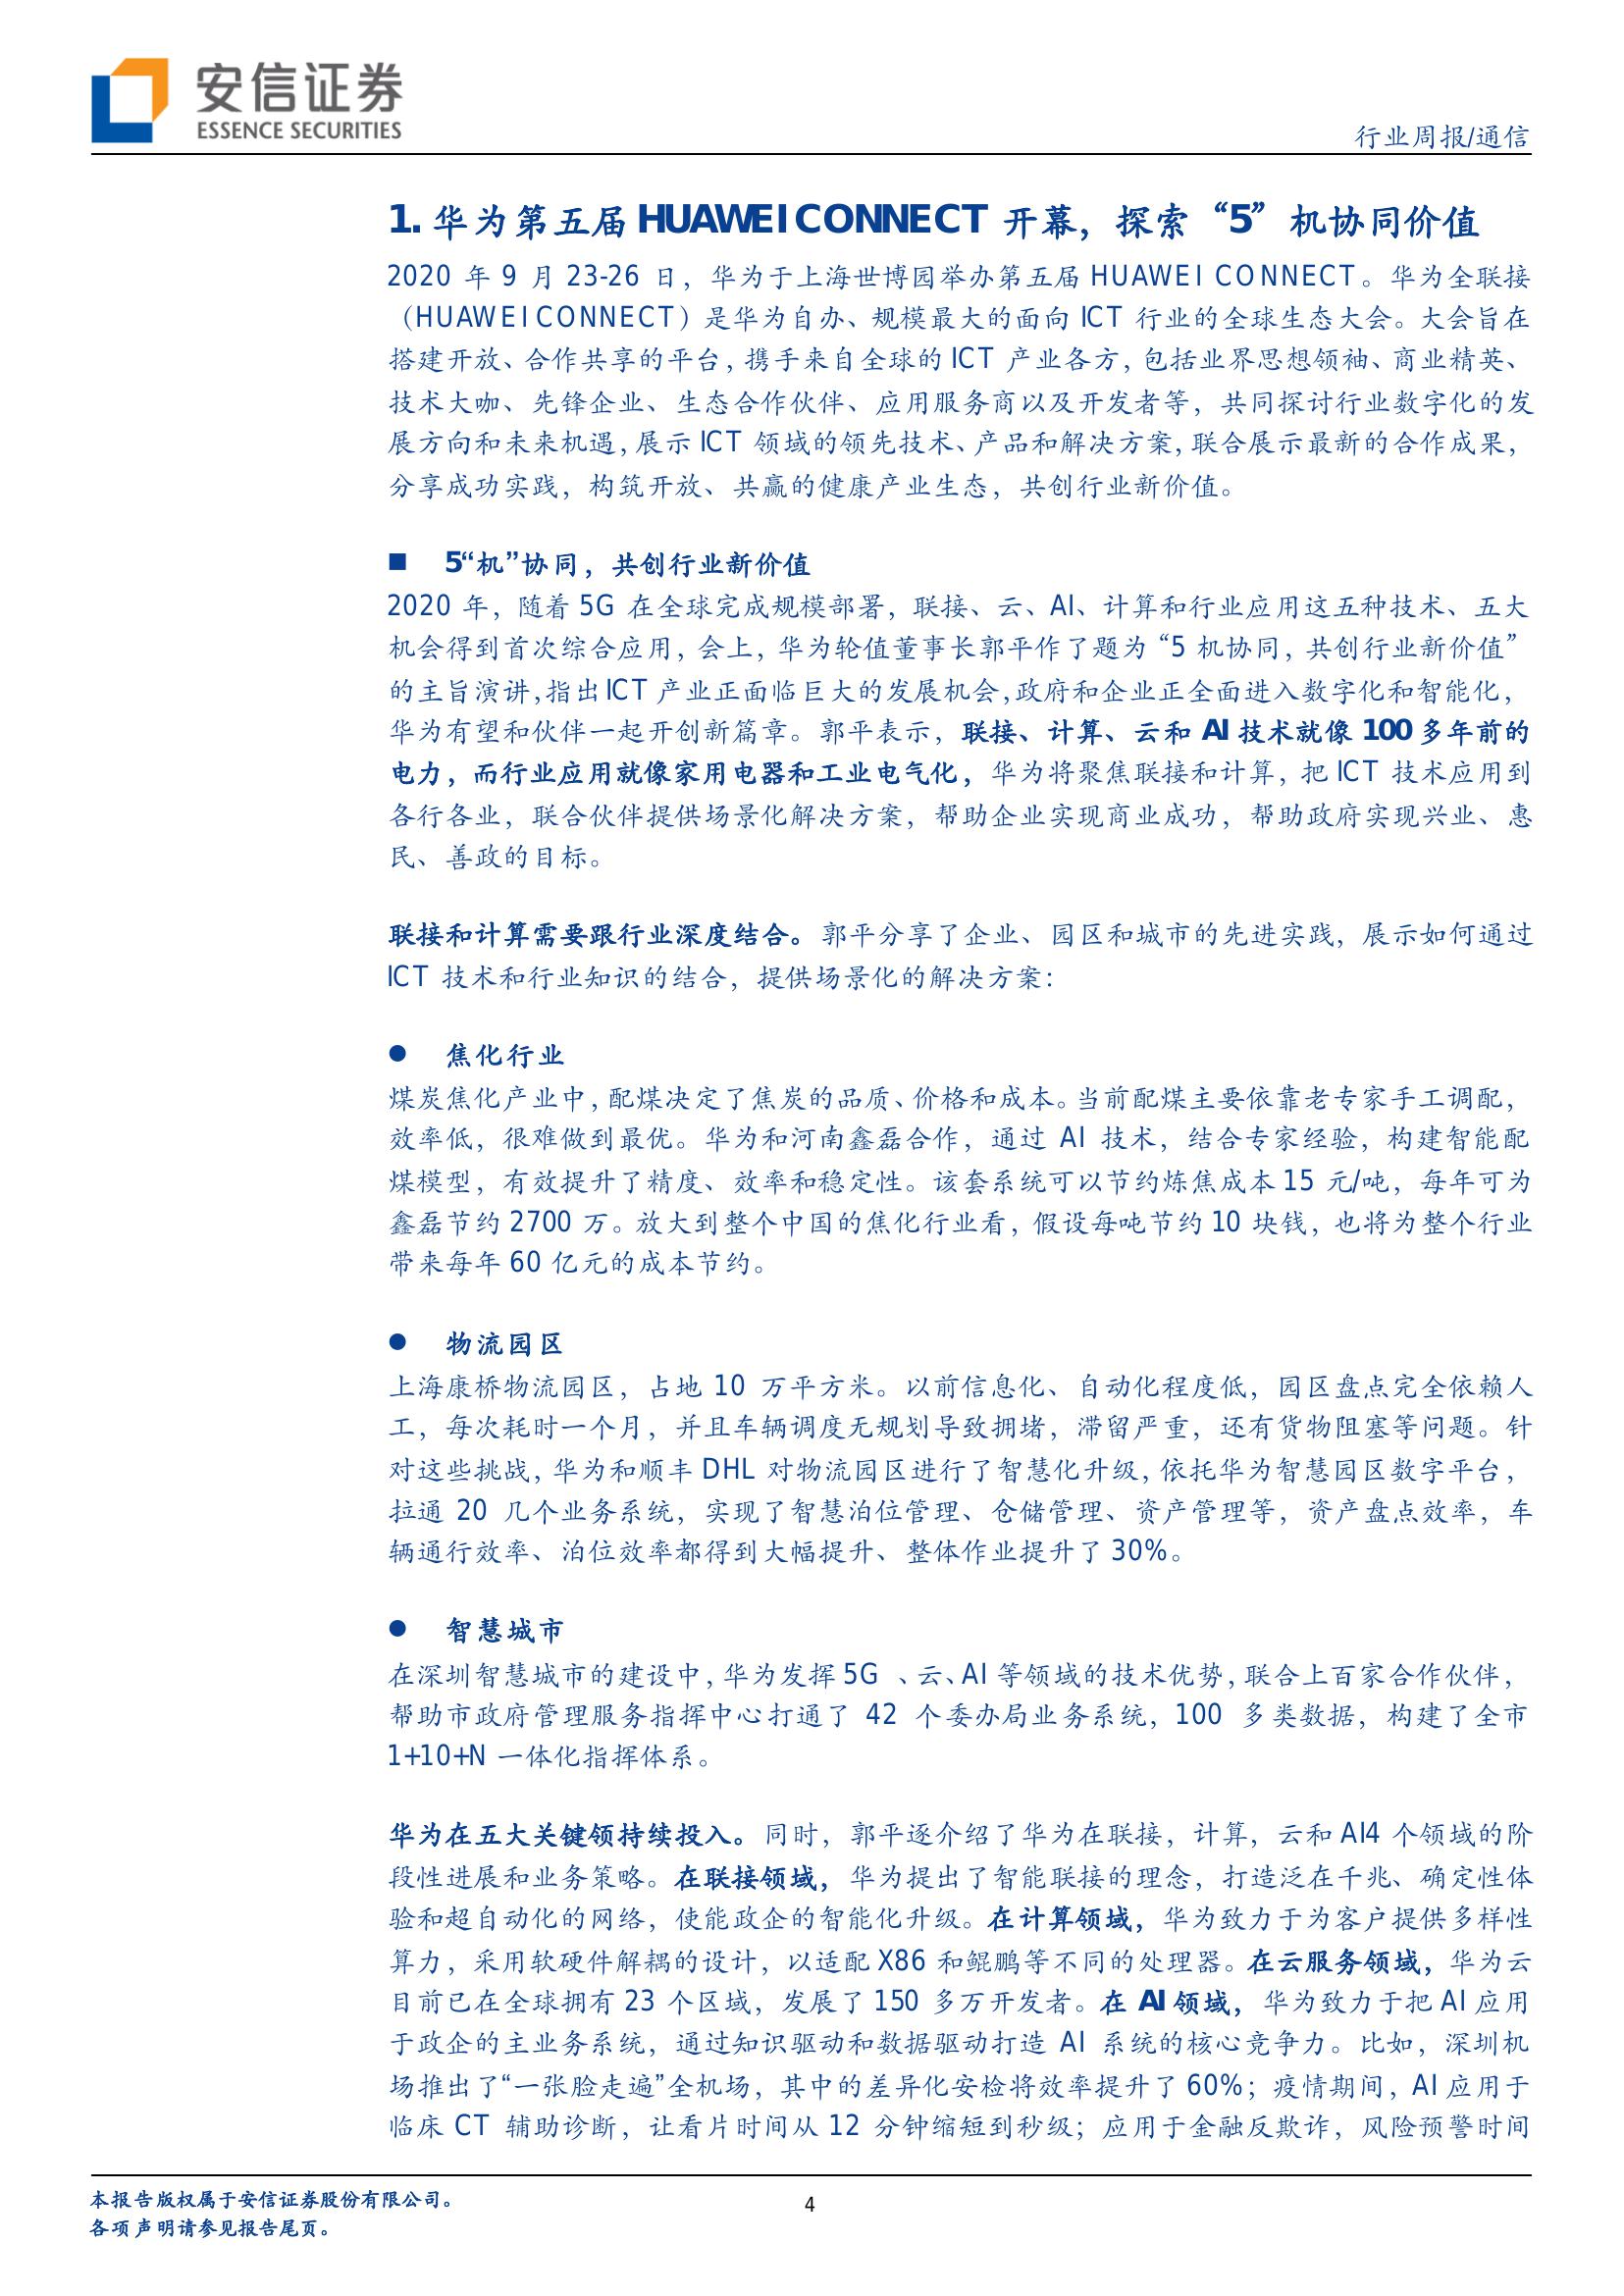 安信证券
ESSENCE SECURITIES
行业周报/通信
1. 华为第五届 HUAWEI CONNECT 开幕，探索“5”机协同价值
2020 年 9 月 23-26 日，华为于上海世博园举办第五届 HUAWEI CONNECT。华为全联接
（HUAWEI CONNECT）是华为自办、规模最大的面向 ICT 行业的全球生态大会。大会旨在
搭建开放、合作共享的平台，携手来自全球的 ICT 产业各方，包括业界思想领袖、商业精英、
技术大咖、先锋企业、生态合作伙伴、应用服务商以及开发者等，共同探讨行业数字化的发
展方向和未来机遇，展示 ICT 领域的领先技术、产品和解决方案，联合展示最新的合作成果，
分享成功实践，构筑开放、共赢的健康产业生态，共创行业新价值。
■ 5“机”协同，共创行业新价值
2020 年，随着 5G 在全球完成规模部署，联接、云、AI、计算和行业应用这五种技术、五大
机会得到首次综合应用，会上，华为轮值董事长郭平作了题为“5 机协同，共创行业新价值”
的主旨演讲，指出 ICT 产业正面临巨大的发展机会，政府和企业正全面进入数字化和智能化，
华为有望和伙伴一起开创新篇章。郭平表示，联接、计算、云和 AI 技术就像 100 多年前的
电力，而行业应用就像家用电器和工业电气化，华为将聚焦联接和计算，把 ICT 技术应用到
各行各业，联合伙伴提供场景化解决方案，帮助企业实现商业成功，帮助政府实现兴业、惠
民、善政的目标。
联接和计算需要跟行业深度结合。郭平分享了企业、园区和城市的先进实践，展示如何通过
ICT 技术和行业知识的结合，提供场景化的解决方案：
● 焦化行业
煤炭焦化产业中，配煤决定了焦炭的品质、价格和成本。当前配煤主要依靠老专家手工调配，
效率低，很难做到最优。华为和河南鑫磊合作，通过 AI 技术，结合专家经验，构建智能配
煤模型，有效提升了精度、效率和稳定性。该套系统可以节约炼焦成本 15 元/吨，每年可为
鑫磊节约 2700 万。放大到整个中国的焦化行业看，假设每吨节约 10 块钱，也将为整个行业
带来每年 60 亿元的成本节约。
● 物流园区
上海康桥物流园区，占地 10 万平方米。以前信息化、自动化程度低，园区盘点完全依赖人
工，每次耗时一个月，并且车辆调度无规划导致拥堵，滞留严重，还有货物阻塞等问题。针
对这些挑战，华为和顺丰 DHL 对物流园区进行了智慧化升级，依托华为智慧园区数字平台，
拉通 20 几个业务系统，实现了智慧泊位管理、仓储管理、资产管理等，资产盘点效率，车
辆通行效率、泊位效率都得到大幅提升、整体作业提升了 30%。
● 智慧城市
在深圳智慧城市的建设中，华为发挥 5G 、云、AI 等领域的技术优势，联合上百家合作伙伴，
帮助市政府管理服务指挥中心打通了 42 个委办局业务系统，100 多类数据，构建了全市
1+10+N 一体化指挥体系。
华为在五大关键领持续投入。同时，郭平逐介绍了华为在联接，计算，云和 AI4 个领域的阶
段性进展和业务策略。在联接领域，华为提出了智能联接的理念，打造泛在千兆、确定性体
验和超自动化的网络，使能政企的智能化升级。在计算领域，华为致力于为客户提供多样性
算力，采用软硬件解耦的设计，以适配 X86 和鲲鹏等不同的处理器。在云服务领域，华为云
目前已在全球拥有 23 个区域，发展了 150 多万开发者。在 AI 领域，华为致力于把 AI 应用
于政企的主业务系统，通过知识驱动和数据驱动打造 AI 系统的核心竞争力。比如，深圳机
场推出了“一张脸走遍”全机场，其中的差异化安检将效率提升了 60%；疫情期间，AI 应用于
临床 CT 辅助诊断，让看片时间从 12 分钟缩短到秒级；应用于金融反欺诈，风险预警时间
本报告版权属于安信证券股份有限公司。
4
各项声明请参见报告尾页。